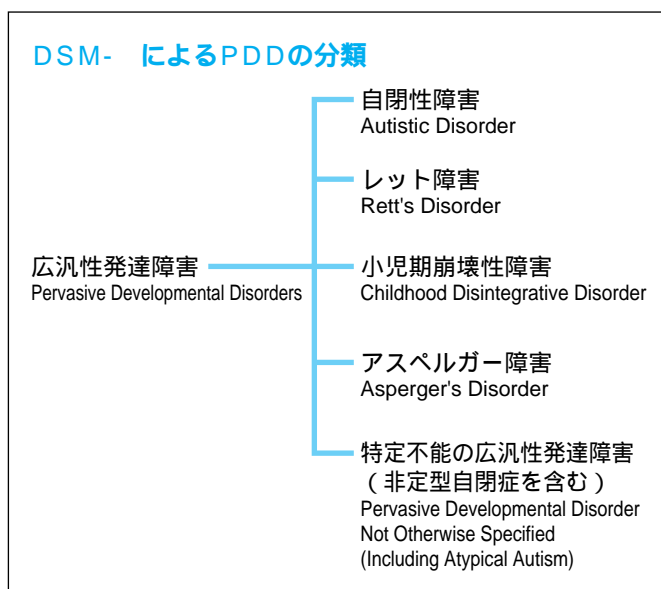 DSM- によるPDDの分類
自閉性障害
Autistic Disorder
レット障害
Rett's Disorder
広汎性発達障害
Pervasive Developmental Disorders
小児期崩壊性障害
Childhood Disintegrative Disorder
アスペルガー障害
Asperger's Disorder
特定不能の広汎性発達障害
(非定型自閉症を含む)
Pervasive Developmental Disorder
Not Otherwise Specified
(Including Atypical Autism)